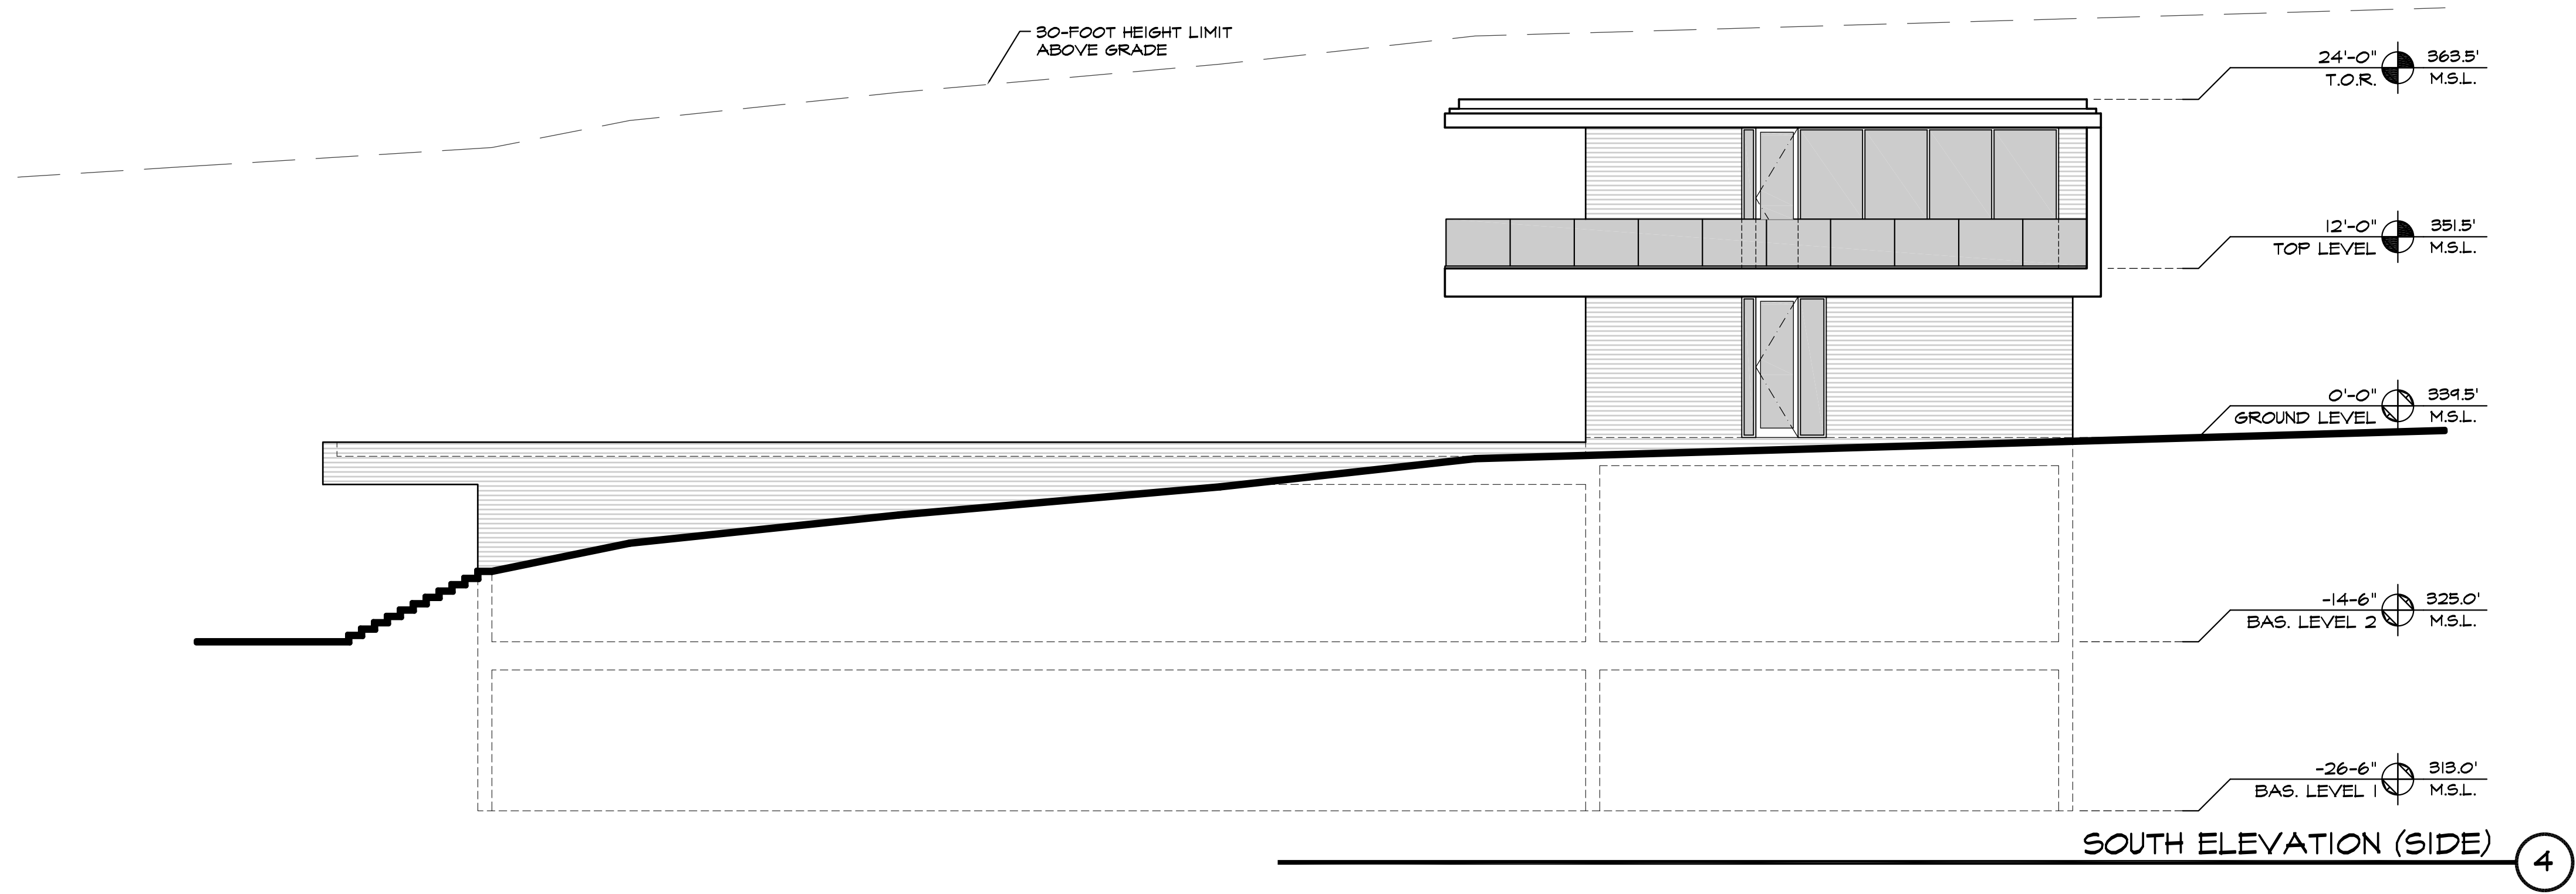 30-FOOT HEIGHT LIMIT
ABOVE GRADE
24'-0" 363.5'
T.O.R. M.S.L.
12'-0" 351.5'
TOP LEVEL M.S.L.
0'-0" 339.5'
GROUND LEVEL M.S.L.
-14-6" 325.0'
BAS. LEVEL 2 M.S.L.
-26-6" 313.0'
BAS. LEVEL 1 M.S.L.
SOUTH ELEVATION (SIDE) 4